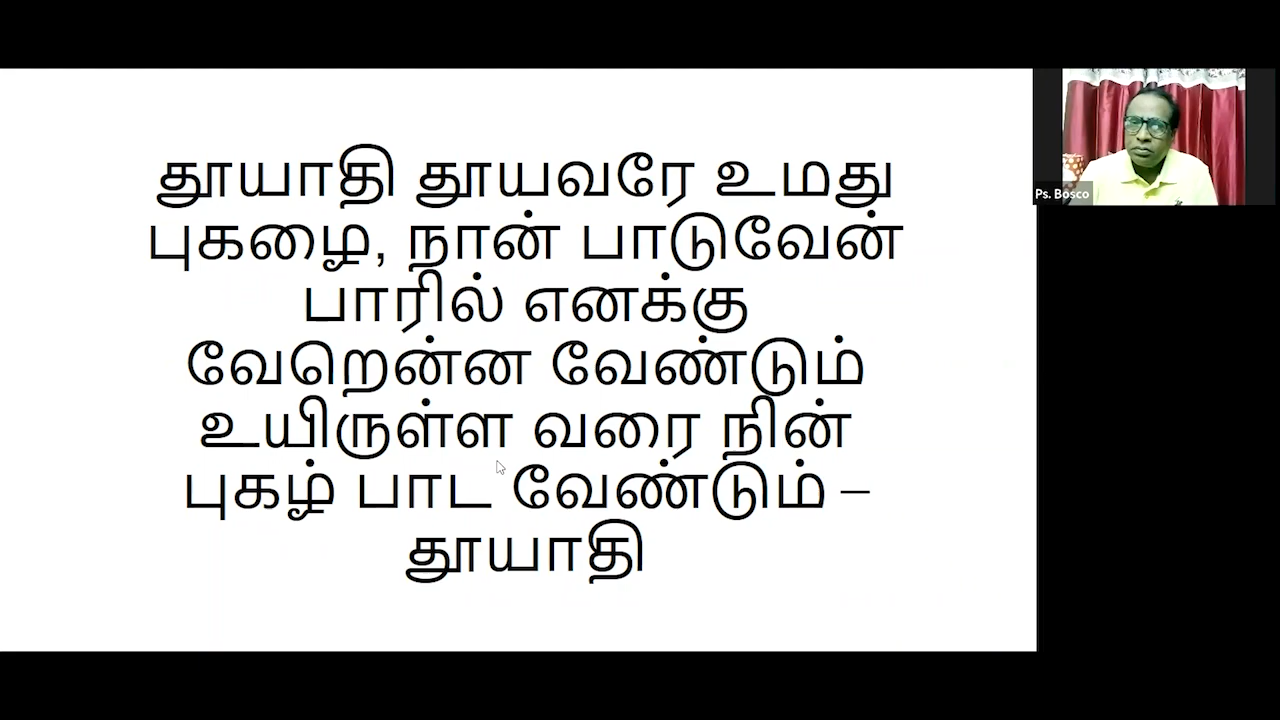 தூயாதி தூயவரே உமது
புகழை, நான் பாடுவேன்
பாரில் எனக்கு
வேறென்ன வேண்டும்
உயிருள்ள வரை நின்
புகழ் பாட வேண்டும் –
தூயாதி
Ps. Bosco